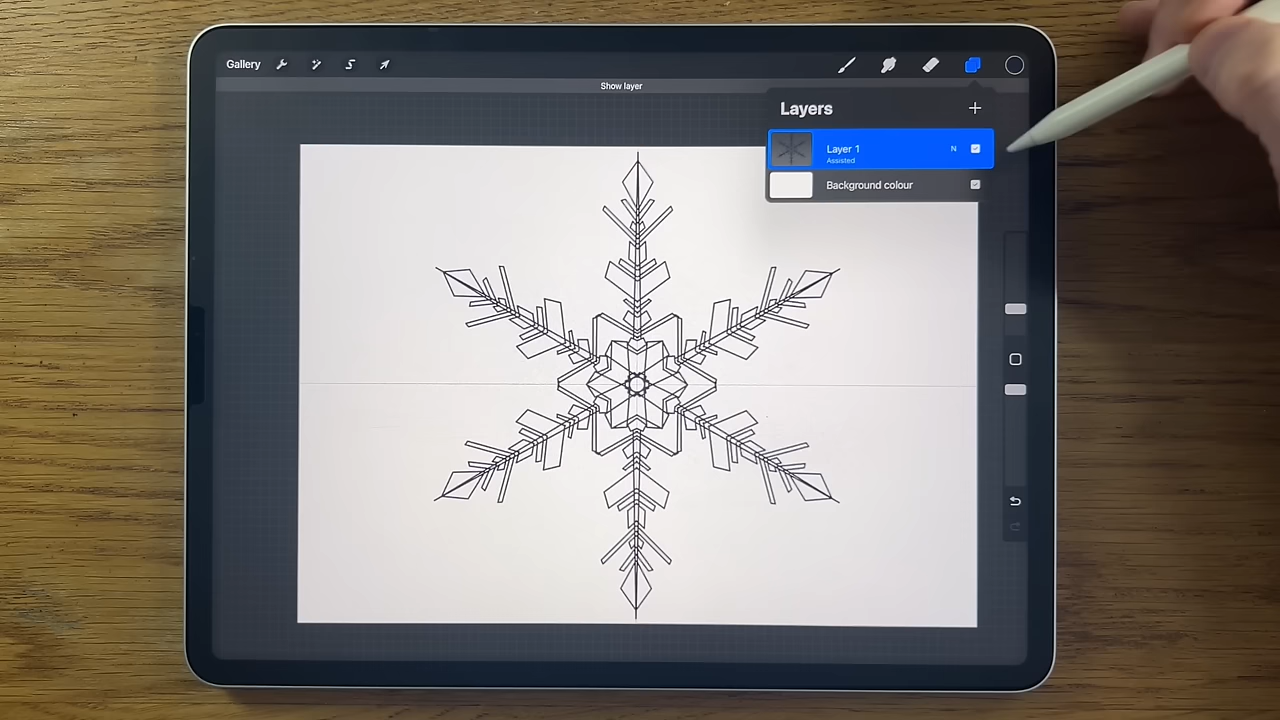 Gallery
Show layer
Layers
Layer 1 N
Assisted
Background colour